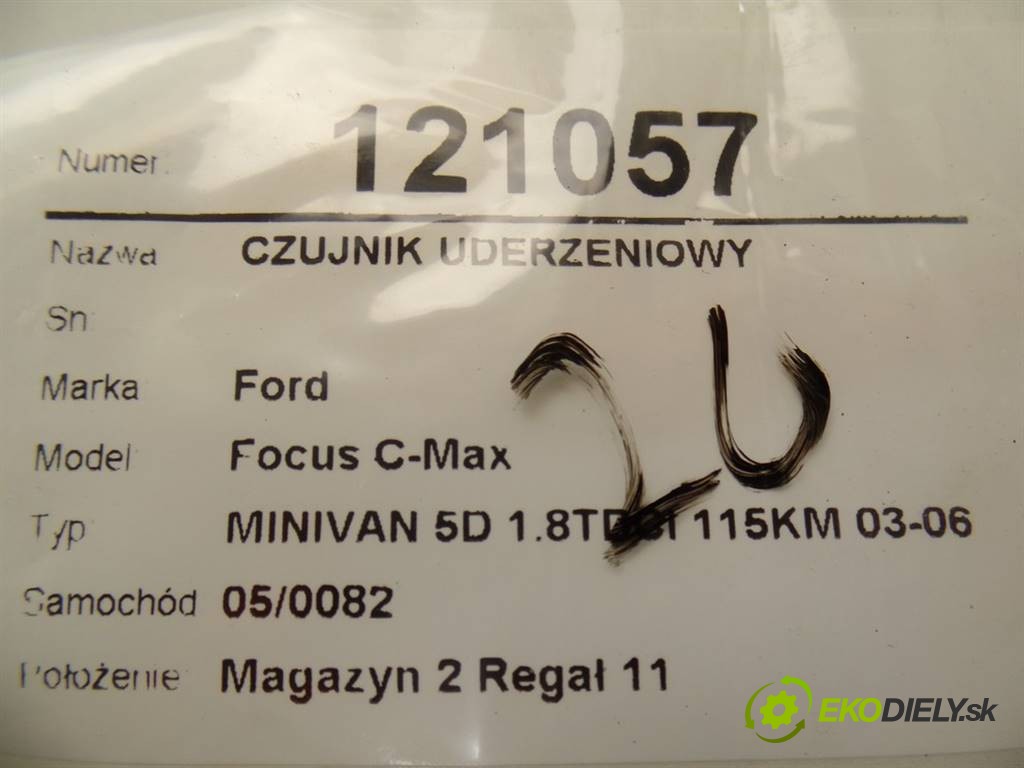 Numer 121057
Nazwa CZUJNIK UDERZENIOWY
Sn
Marka Ford
Model Focus C-Max
Typ MINIVAN 5D 1.8TDCI 115KM 03-06
Samochód 05/0082
Położenie Magazyn 2 Regał 11
20
EKODIELY.sk